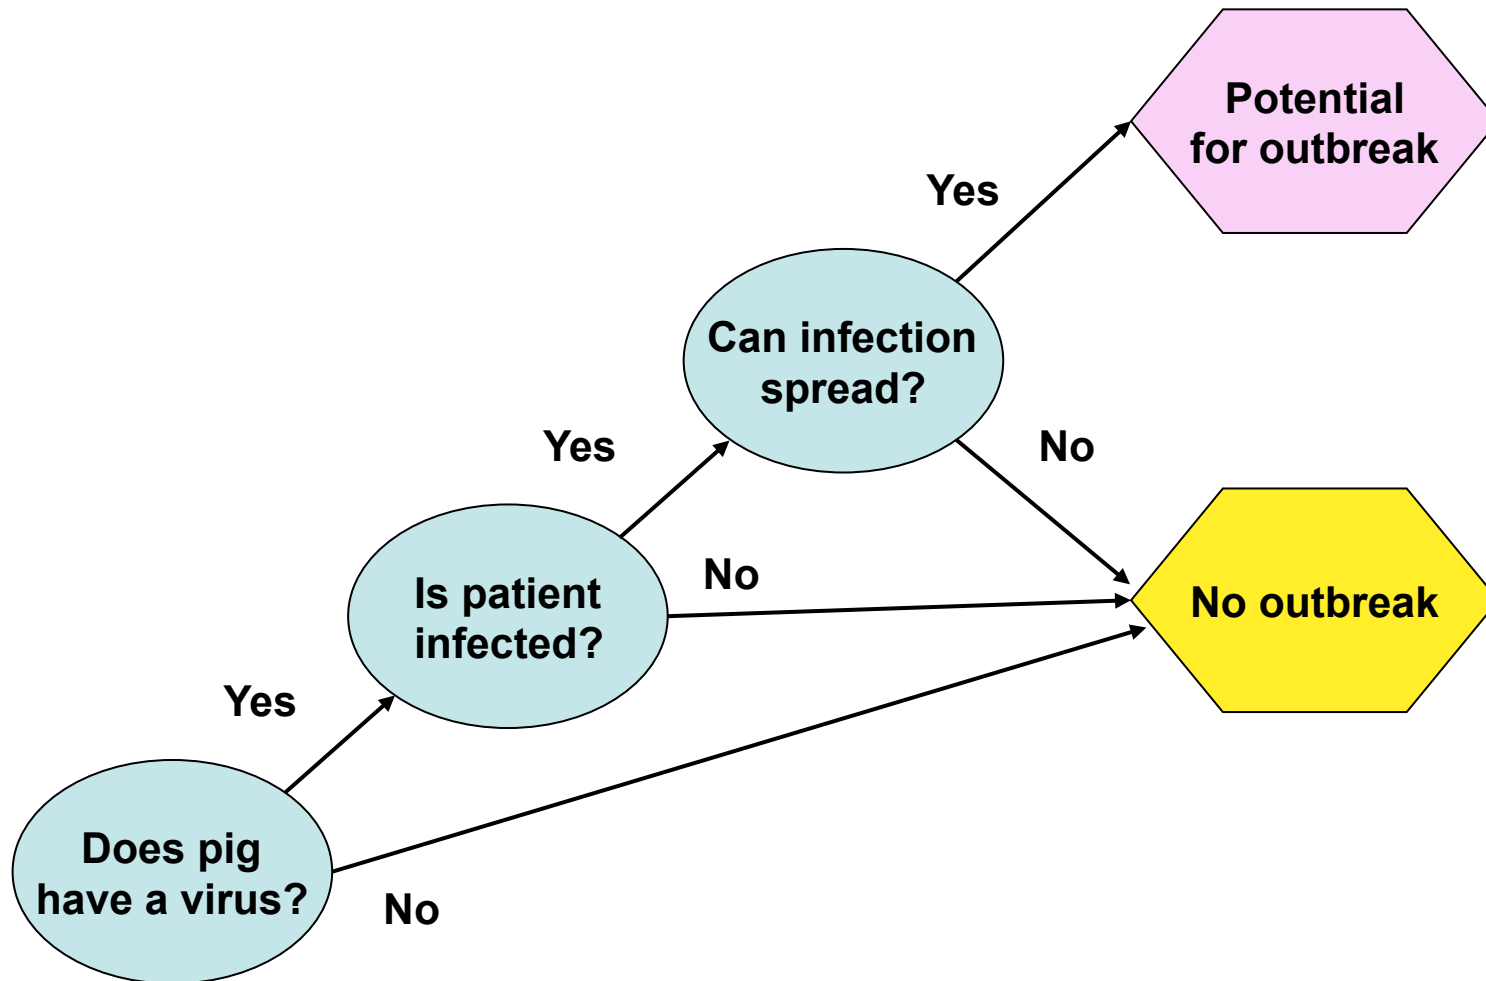 Potential
for outbreak
Yes
Can infection
spread?
Yes
No
Is patient
infected?
No
No outbreak
Yes
Does pig
have a virus?
No